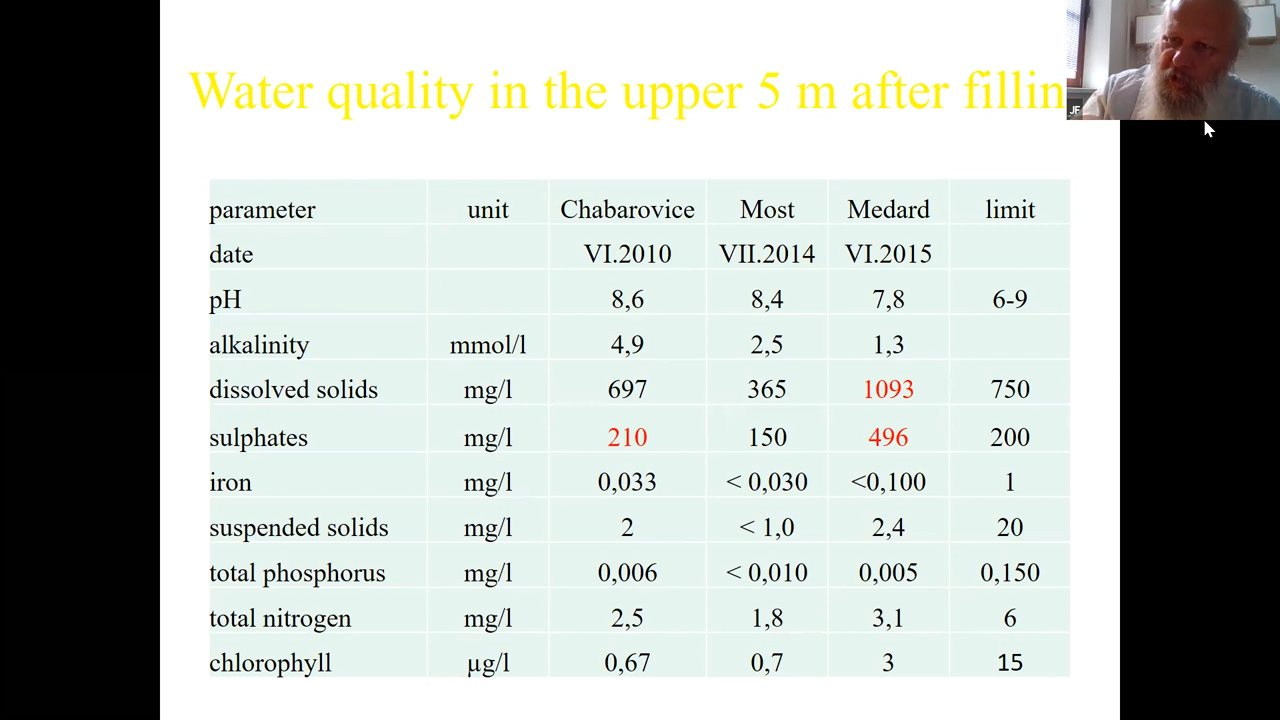 Water quality in the upper 5 m after fillin
JF
parameter unit Chabarovice Most Medard limit
date VI.2010 VII.2014 VI.2015
pH 8,6 8,4 7,8 6-9
alkalinity mmol/l 4,9 2,5 1,3
dissolved solids mg/l 697 365 1093 750
sulphates mg/l 210 150 496 200
iron mg/l 0,033 < 0,030 <0,100 1
suspended solids mg/l 2 < 1,0 2,4 20
total phosphorus mg/l 0,006 < 0,010 0,005 0,150
total nitrogen mg/l 2,5 1,8 3,1 6
chlorophyll µg/l 0,67 0,7 3 15